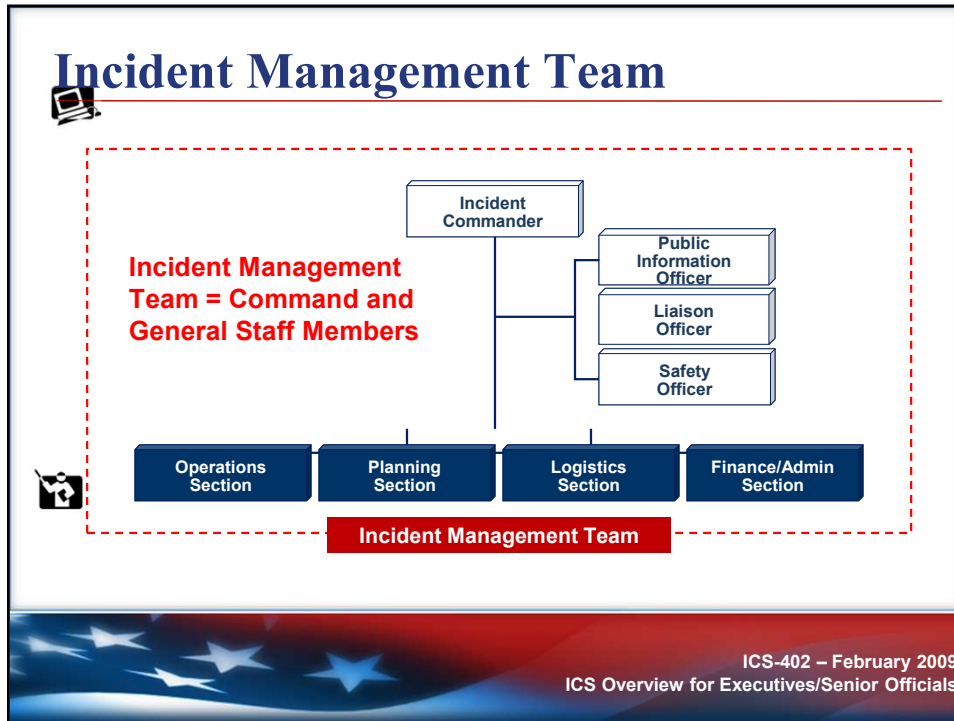 Incident Management Team
Incident
Commander
Public
Information
Officer
Incident Management
Team = Command and
General Staff Members
Liaison
Officer
Safety
Officer
Operations
Section
Planning
Section
Logistics
Section
Finance/Admin
Section
Incident Management Team
ICS-402 – February 2009
ICS Overview for Executives/Senior Officials